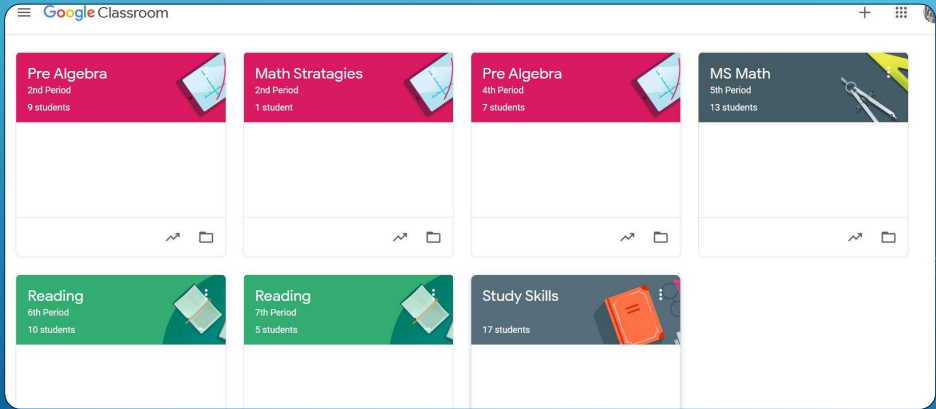 Google Classroom
Pre Algebra
2nd Period
9 students
Math Stratagies
2nd Period
1 student
Pre Algebra
4th Period
7 students
MS Math
5th Period
13 students
Reading
6th Period
10 students
Reading
7th Period
5 students
Study Skills
17 students